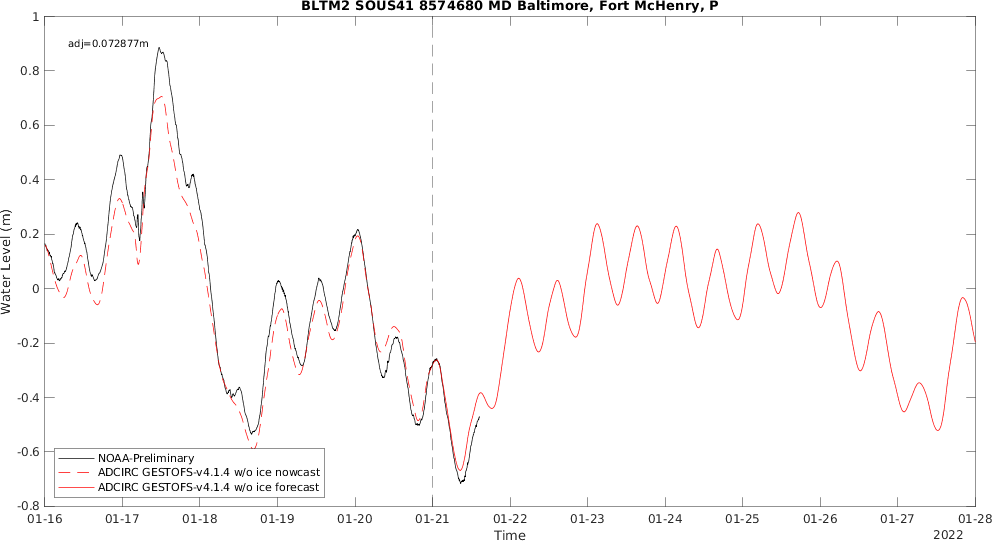 BLTM2 SOUS41 8574680 MD Baltimore, Fort McHenry, P
adj=0.072877m
1
0.8
0.6
0.4
0.2
0
-0.2
-0.4
-0.6
-0.8
Water Level (m)
NOAA-Preliminary
ADCIRC GESTOFS-v4.1.4 w/o ice nowcast
ADCIRC GESTOFS-v4.1.4 w/o ice forecast
01-16 01-17 01-18 01-19 01-20 01-21 01-22 01-23 01-24 01-25 01-26 01-27 01-28
Time
2022